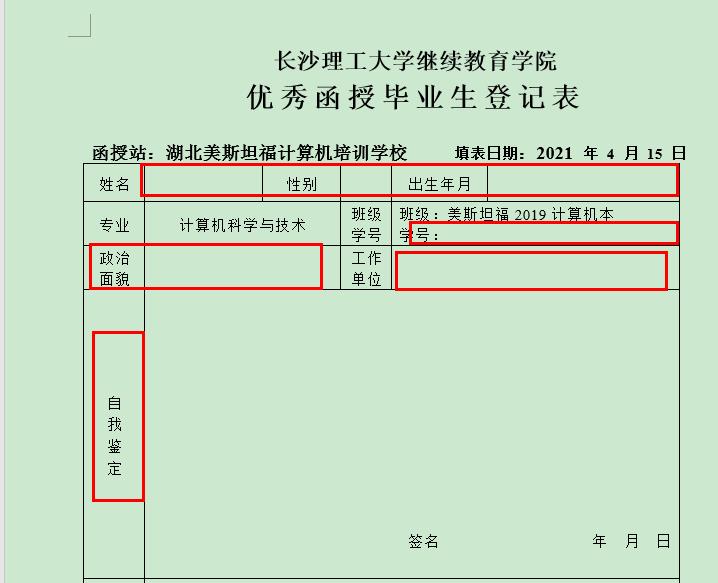 长沙理工大学继续教育学院
优秀函授毕业生登记表
函授站：湖北美斯坦福计算机培训学校 填表日期：2021 年 4 月 15 日
姓名 性别 出生年月
专业 计算机科学与技术 班级学号 班级：美斯坦福 2019 计算机本
学号：
政治面貌 工作单位
自我鉴定
签名 年 月 日